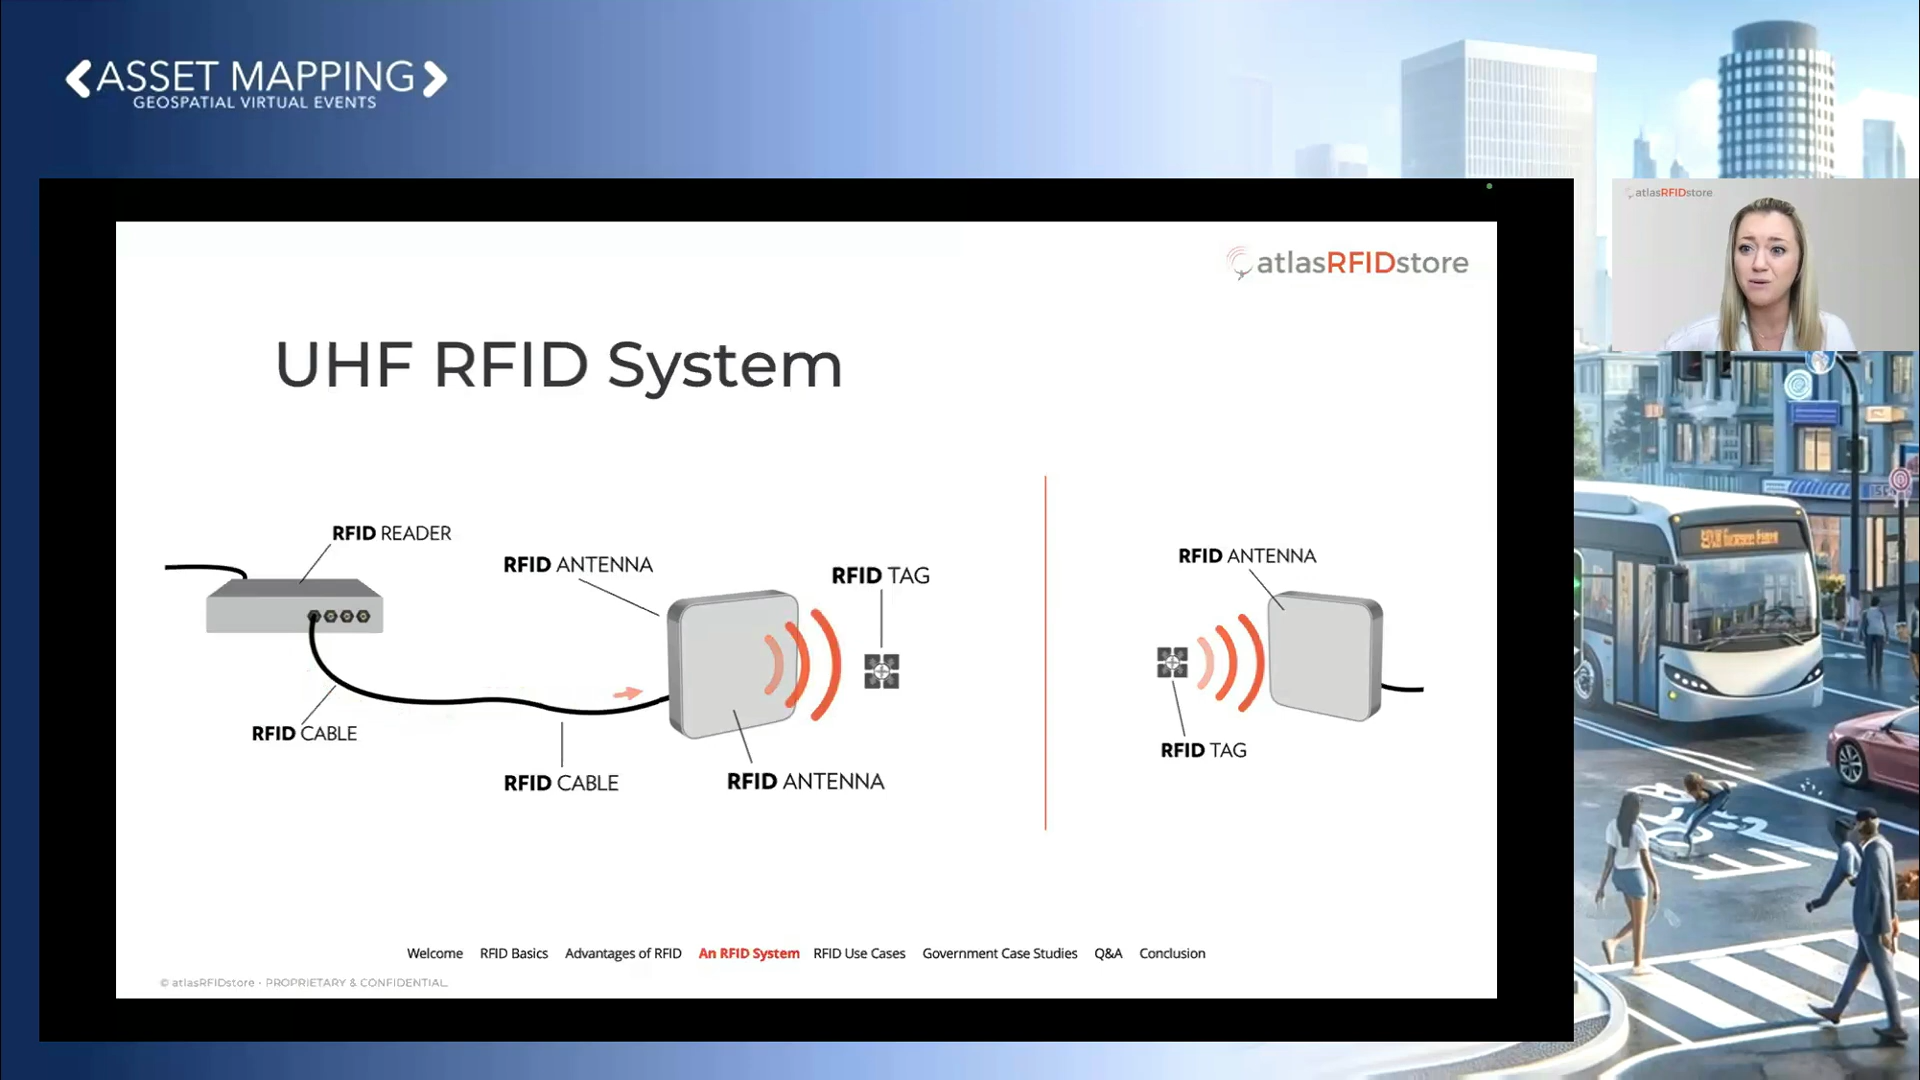 ASSET MAPPING
GEOSPATIAL VIRTUAL EVENTS
atlasRFIDstore
atlasRFIDstore
UHF RFID System
RFID READER
RFID ANTENNA
RFID TAG
RFID ANTENNA
RFID CABLE
RFID CABLE
RFID ANTENNA
RFID TAG
Welcome RFID Basics Advantages of RFID An RFID System RFID Use Cases Government Case Studies Q&A Conclusion
© atlasRFIDstore · PROPRIETARY & CONFIDENTIAL